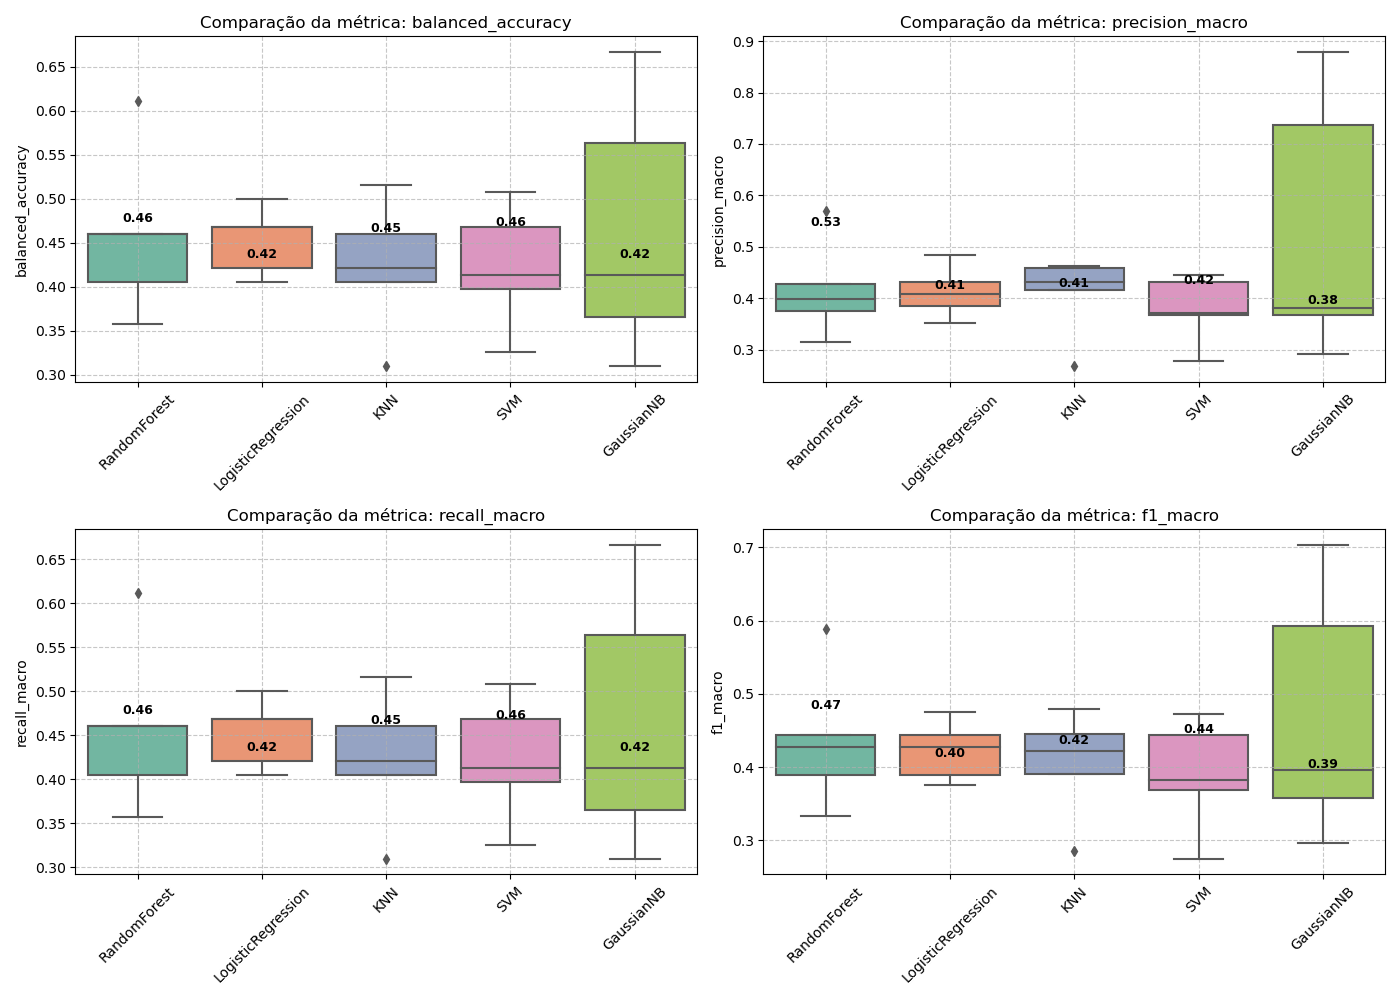 Comparação da métrica: balanced_accuracy
balanced_accuracy
0.65
0.60
0.55
0.50
0.45
0.40
0.35
0.30
0.46
0.42
0.45
0.46
0.42
RandomForest
LogisticRegression
KNN
SVM
GaussianNB
Comparação da métrica: precision_macro
precision_macro
0.9
0.8
0.7
0.6
0.5
0.4
0.3
0.53
0.41
0.41
0.42
0.38
RandomForest
LogisticRegression
KNN
SVM
GaussianNB
Comparação da métrica: recall_macro
recall_macro
0.65
0.60
0.55
0.50
0.45
0.40
0.35
0.30
0.46
0.42
0.45
0.46
0.42
RandomForest
LogisticRegression
KNN
SVM
GaussianNB
Comparação da métrica: f1_macro
f1_macro
0.7
0.6
0.5
0.4
0.3
0.47
0.40
0.42
0.44
0.39
RandomForest
LogisticRegression
KNN
SVM
GaussianNB